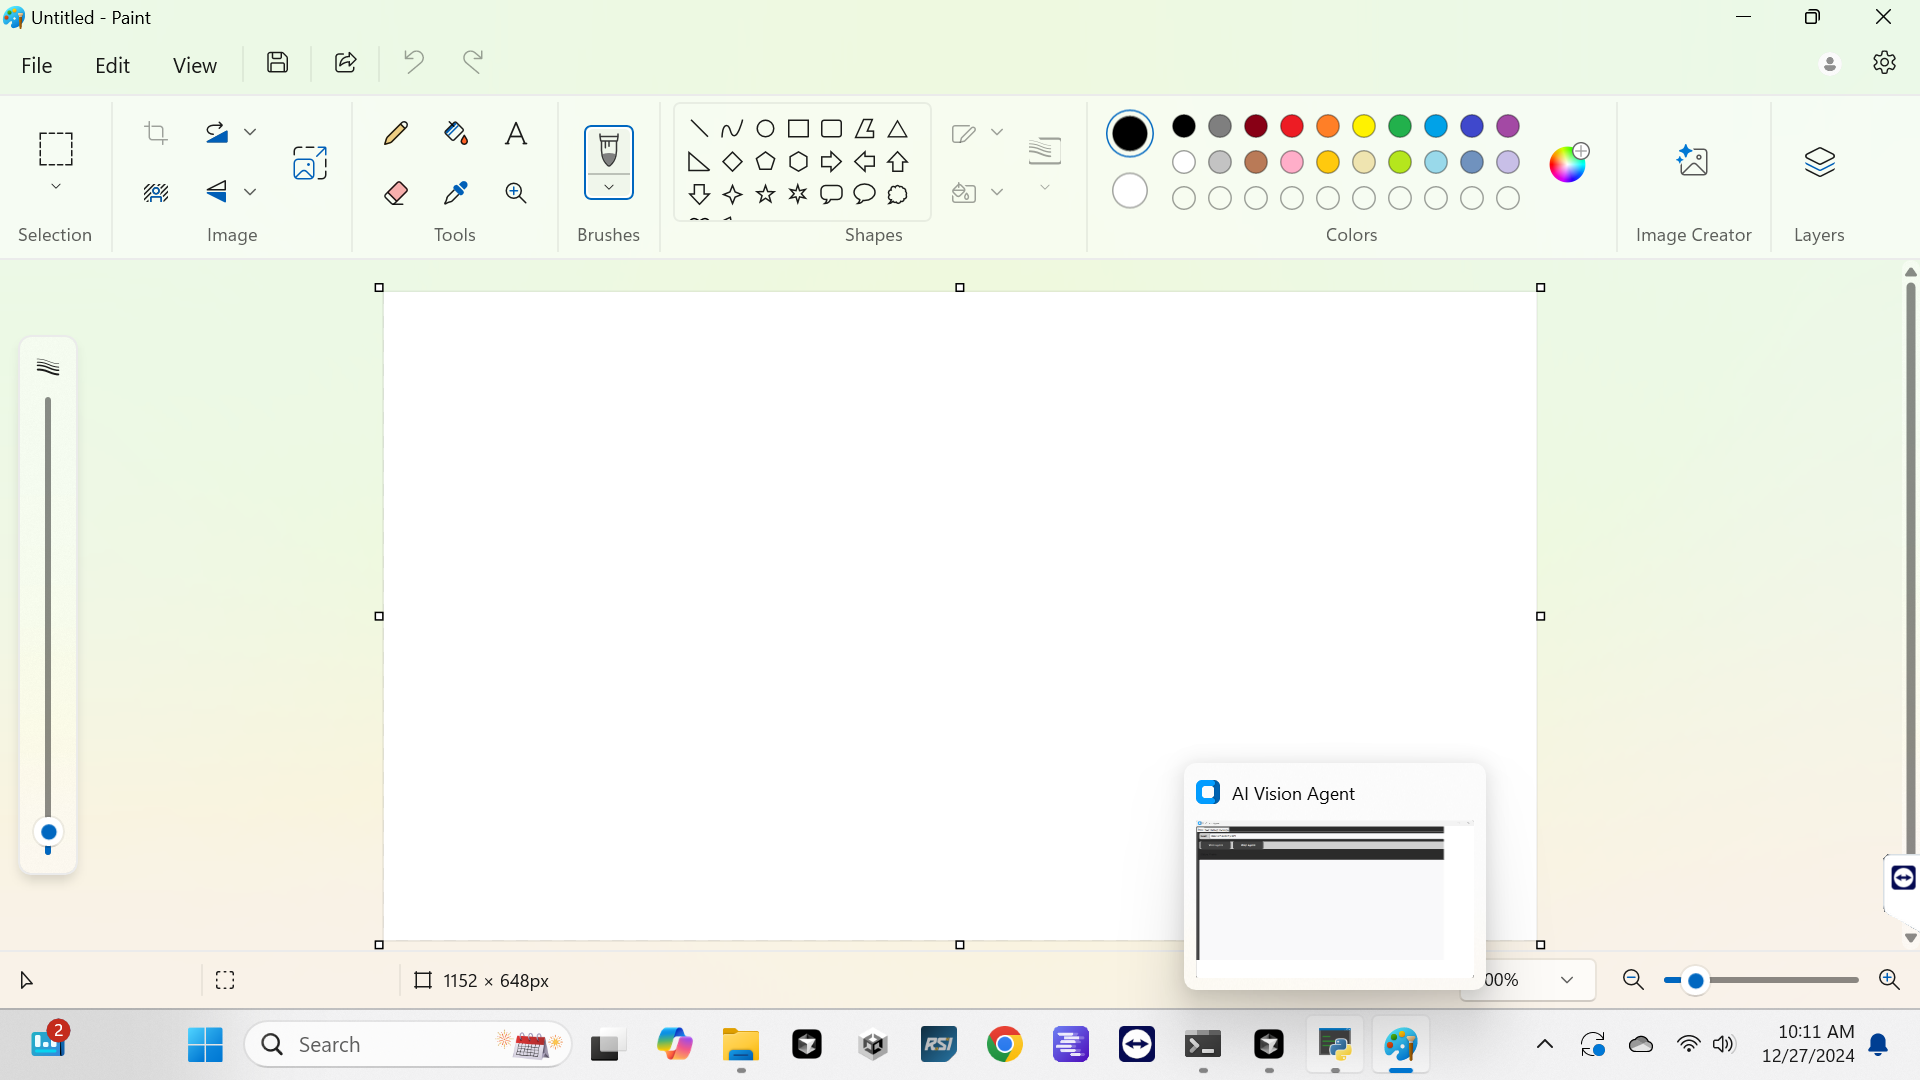 Untitled - Paint
File Edit View
Selection Image Tools Brushes Shapes Colors Image Creator Layers
AI Vision Agent
1152 × 648px
00%
2
Search
RSI
10:11 AM
12/27/2024